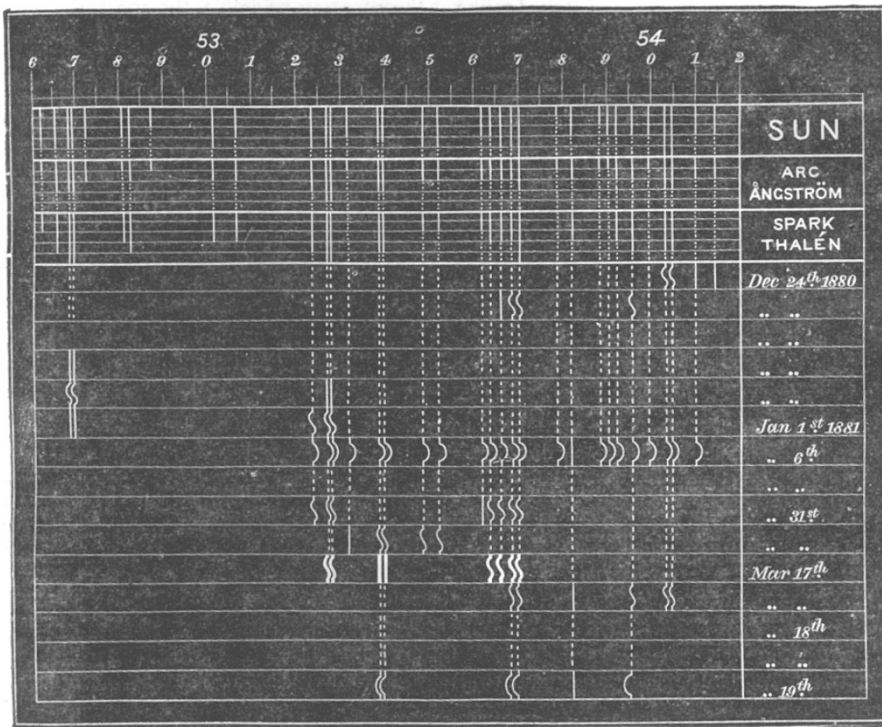 53 54
6 7 8 9 0 1 2 3 4 5 6 7 8 9 0 1 2
SUN
ARC
ÅNGSTRÖM
SPARK
THALÉN
Dec 24th 1880
.. ..
.. ..
.. ..
.. ..
Jan 1st 1881
.. 6th
.. ..
.. 31st
.. ..
Mar 17th
.. ..
.. 18th
.. ..
.. 19th